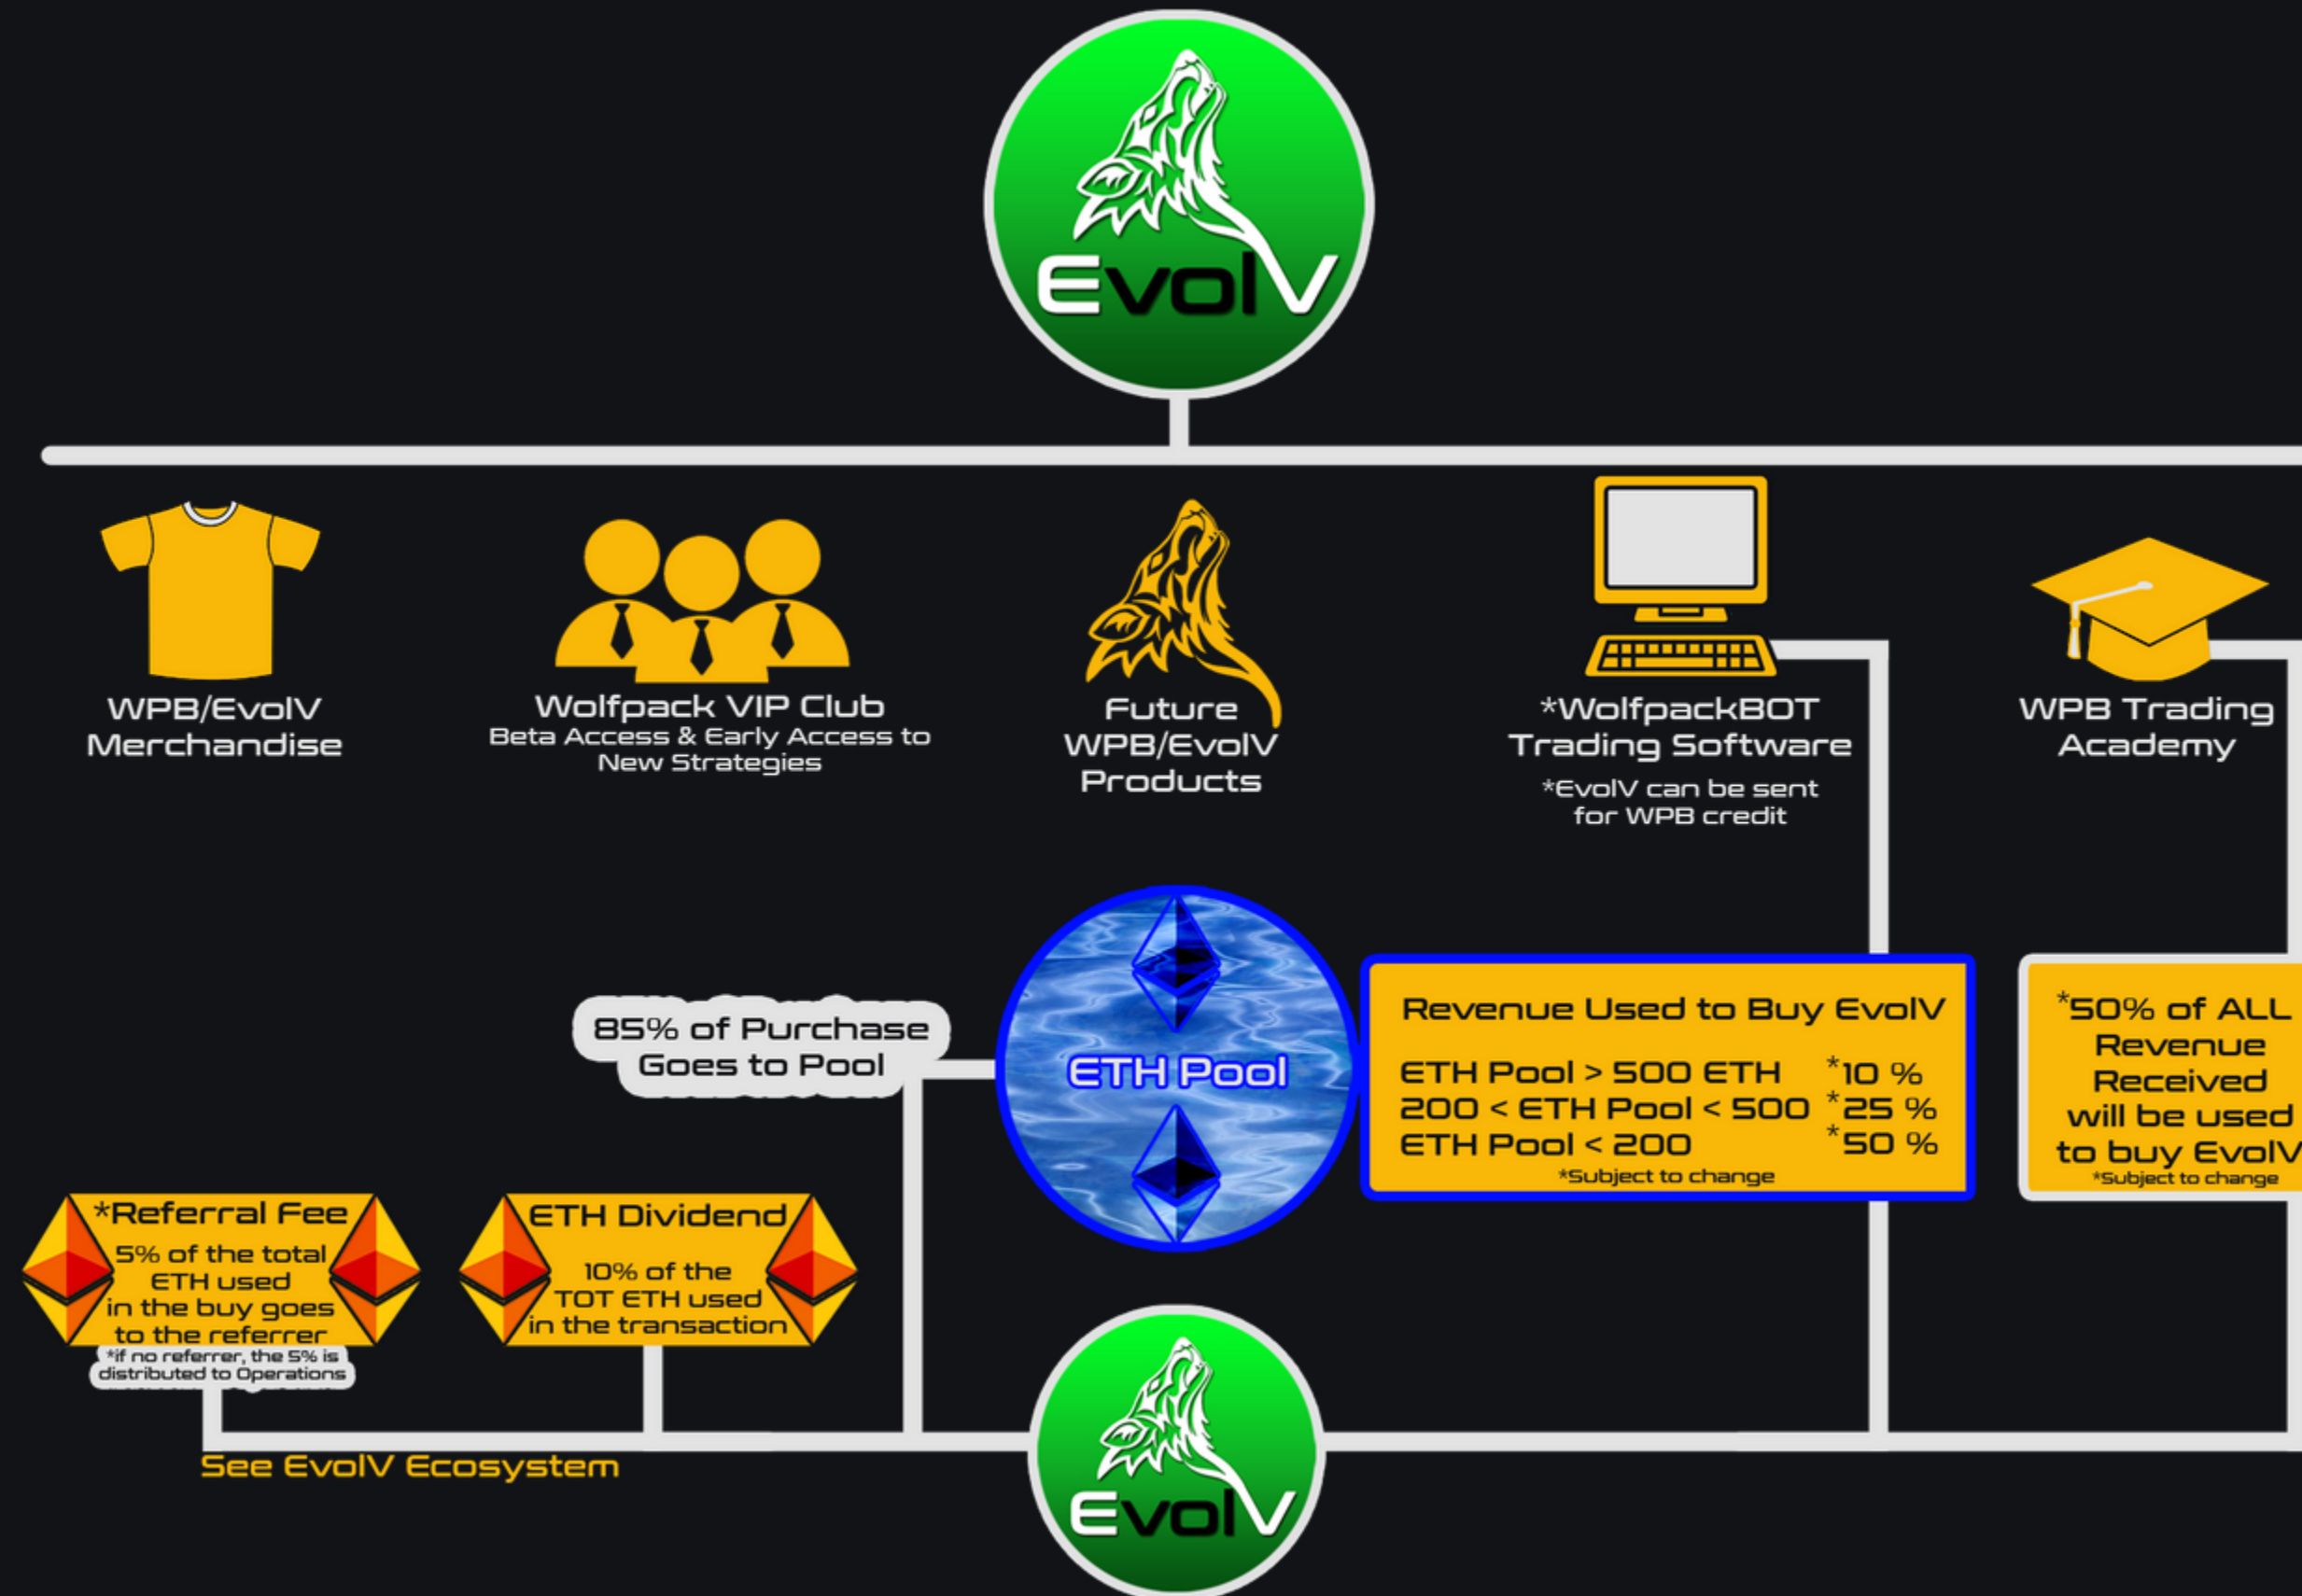 EvolV
WPB/EvolV
Merchandise
Wolfpack VIP Club
Beta Access & Early Access to
New Strategies
Future
WPB/EvolV
Products
*WolfpackBOT
Trading Software
*EvolV can be sent
for WPB credit
WPB Trading
Academy
85% of Purchase
Goes to Pool
ETH Pool
Revenue Used to Buy EvolV
ETH Pool > 500 ETH *10 %
200 < ETH Pool < 500 *25 %
ETH Pool < 200 *50 %
*Subject to change
*50% of ALL
Revenue
Received
will be used
to buy EvolV
*Subject to change
*Referral Fee
5% of the total
ETH used
in the buy goes
to the referrer
*if no referrer, the 5% is
distributed to Operations
ETH Dividend
10% of the
TOT ETH used
in the transaction
See EvolV Ecosystem
EvolV